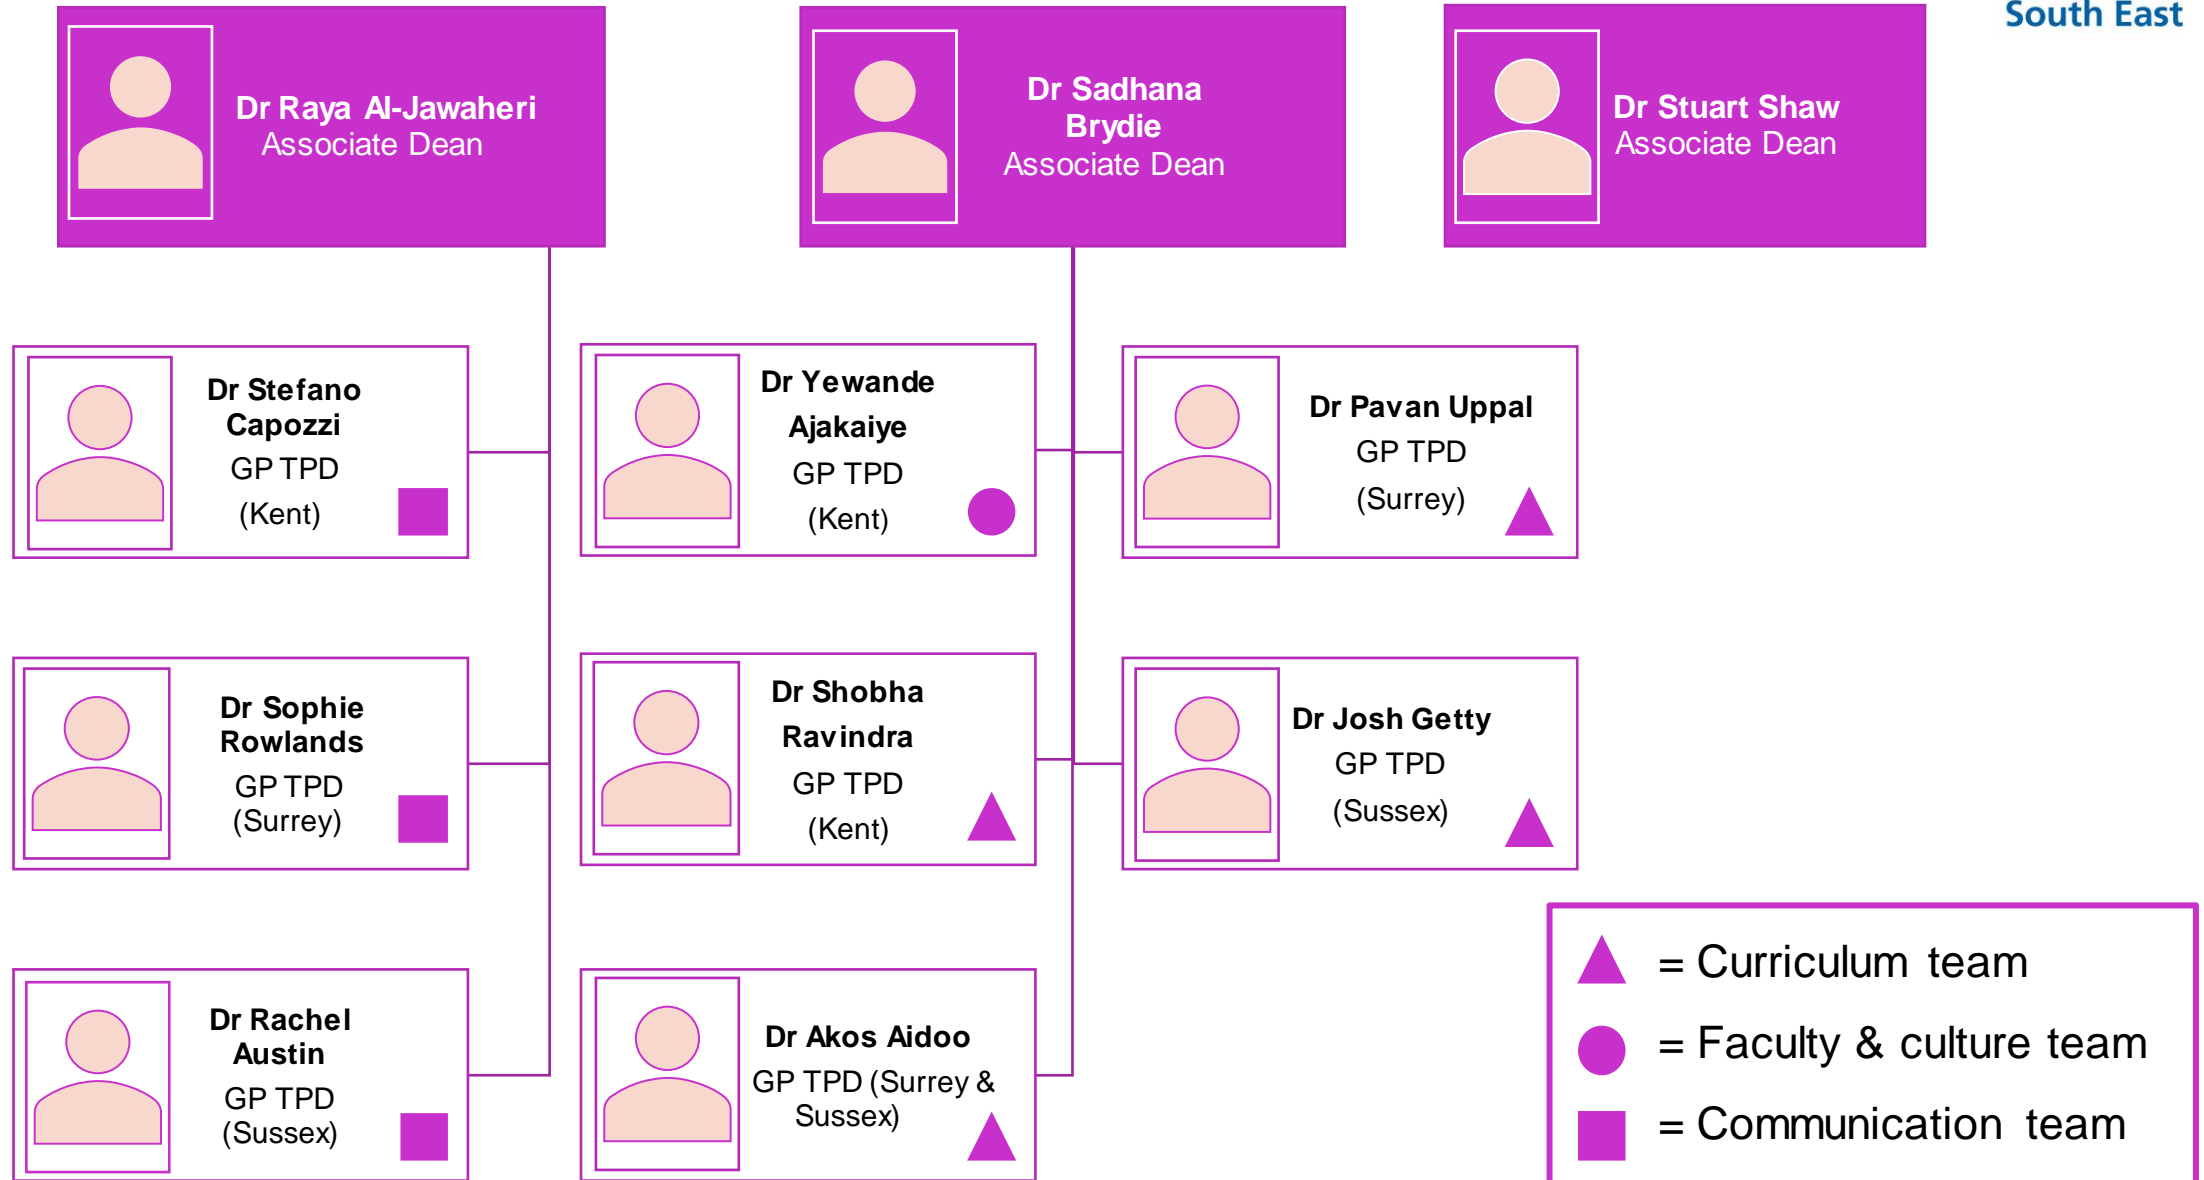 South East
Dr Raya Al-Jawaheri
Associate Dean
Dr Sadhana
Brydie
Associate Dean
Dr Stuart Shaw
Associate Dean
Dr Stefano
Capozzi
GP TPD
(Kent)
Dr Yewande
Ajakaiye
GP TPD
(Kent)
Dr Pavan Uppal
GP TPD
(Surrey)
Dr Sophie
Rowlands
GP TPD
(Surrey)
Dr Shobha
Ravindra
GP TPD
(Kent)
Dr Josh Getty
GP TPD
(Sussex)
Dr Rachel
Austin
GP TPD
(Sussex)
Dr Akos Aidoo
GP TPD (Surrey &
Sussex)
= Curriculum team
= Faculty & culture team
= Communication team